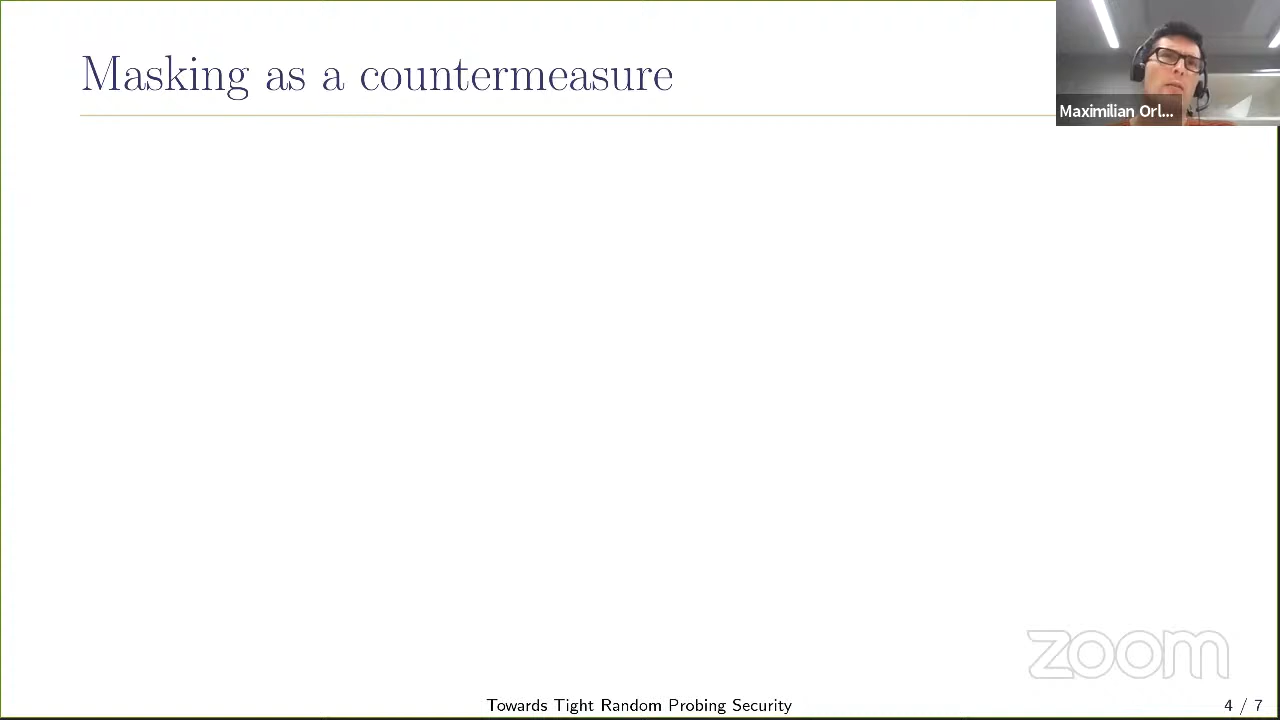 Masking as a countermeasure
Maximilian Orl...
zoom
Towards Tight Random Probing Security
4 / 7